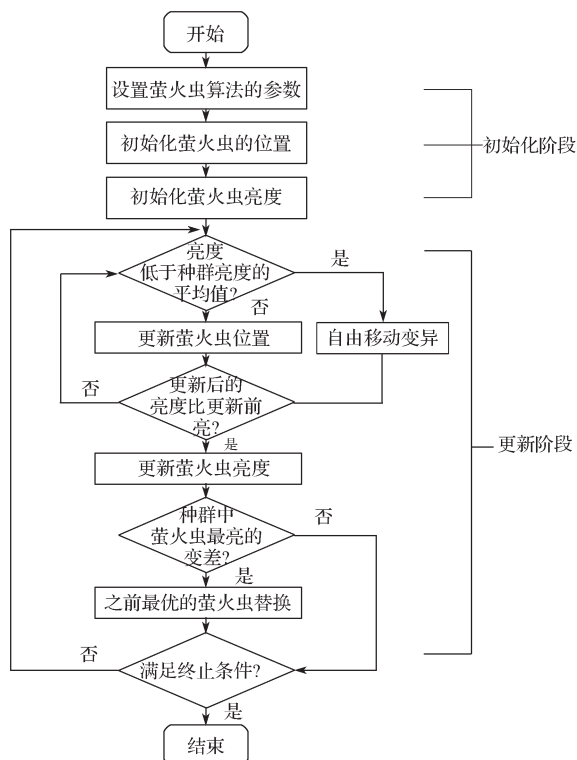 开始
设置萤火虫算法的参数
初始化萤火虫的位置
初始化阶段
初始化萤火虫亮度
亮度
低于种群亮度的
平均值?
是
否
更新萤火虫位置
自由移动变异
更新后的
亮度比更新前
亮?
否
是
更新阶段
更新萤火虫亮度
种群中
萤火虫最亮的
变差?
否
是
之前最优的萤火虫替换
满足终止条件?
否
是
结束